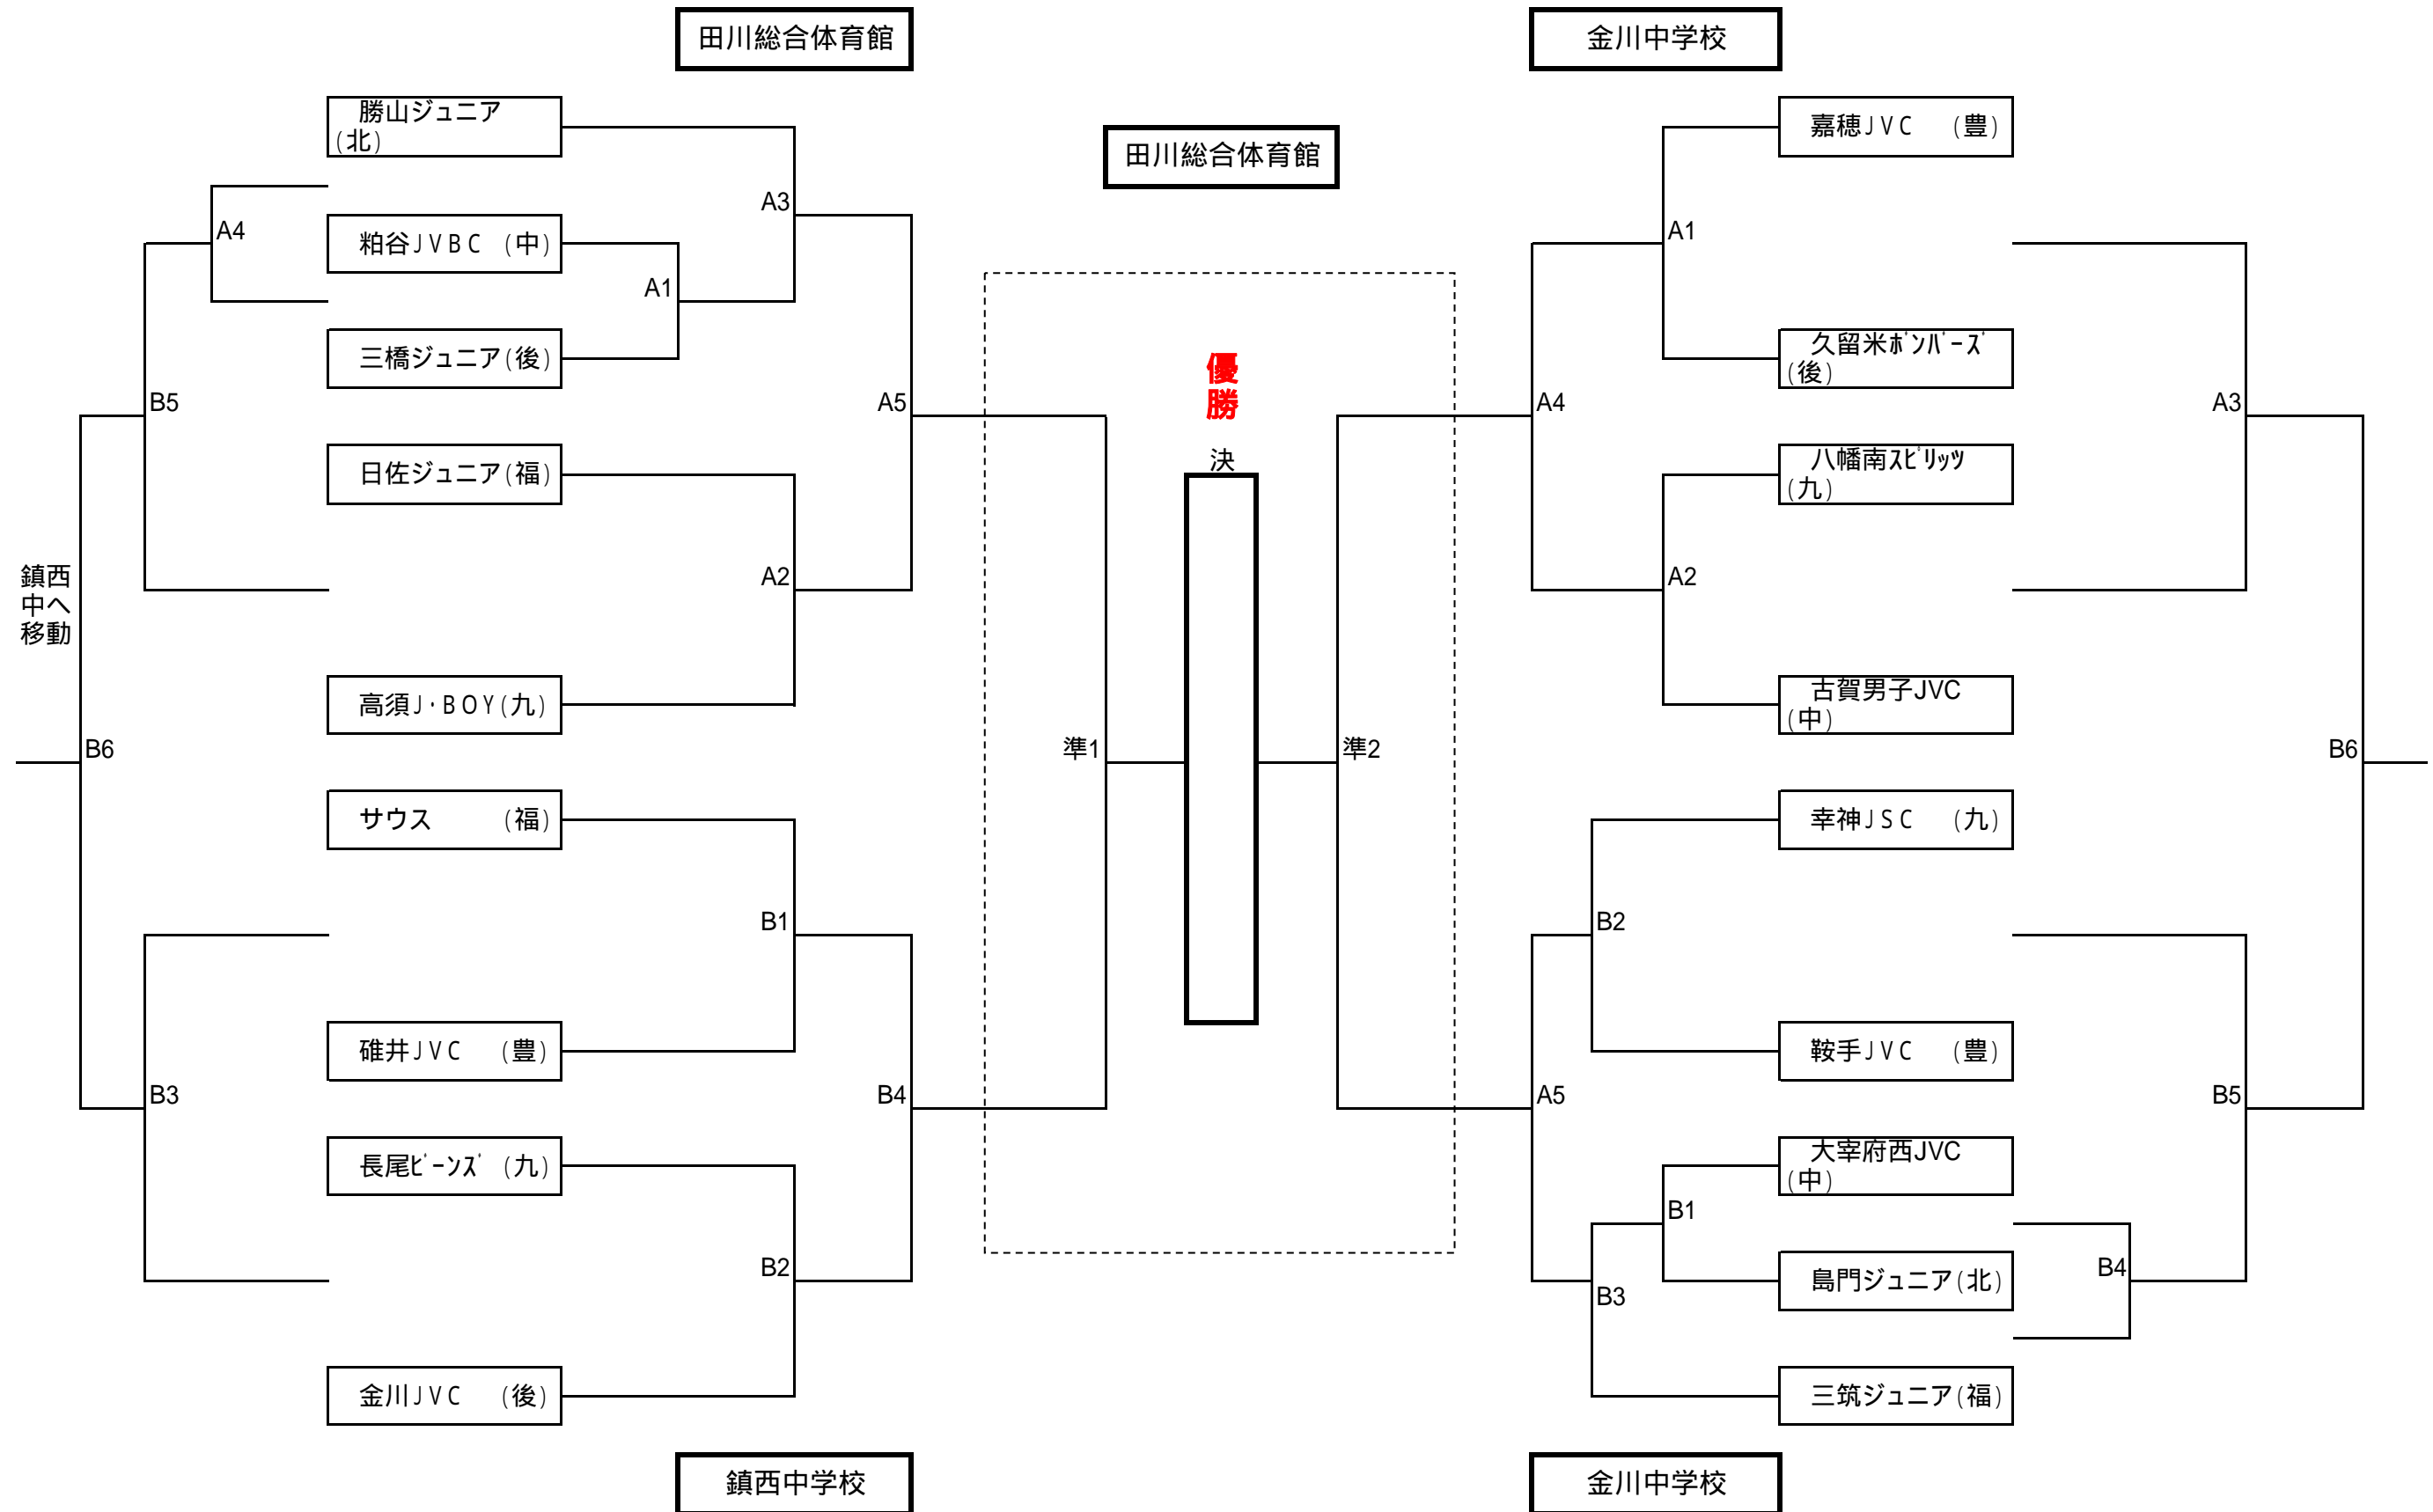 田川総合体育館
金川中学校
勝山ジュニア
(北)
嘉穂JVC (豊)
田川総合体育館
A3
A4
粕谷JVBC (中)
A1
A1
三橋ジュニア(後)
久留米ボンバーズ
(後)
優
勝
B5
A5
A4
A3
日佐ジュニア(福)
決
八幡南スピリッツ
(九)
鎮西
中へ
移動
A2
A2
高須J・BOY(九)
古賀男子JVC
(中)
B6
準1
準2
B6
サウス (福)
幸神JSC (九)
B1
B2
碓井JVC (豊)
鞍手JVC (豊)
B3
B4
A5
B5
長尾ビーンズ (九)
大宰府西JVC
(中)
B1
B2
島門ジュニア(北)
B4
B3
金川JVC (後)
三筑ジュニア(福)
鎮西中学校
金川中学校